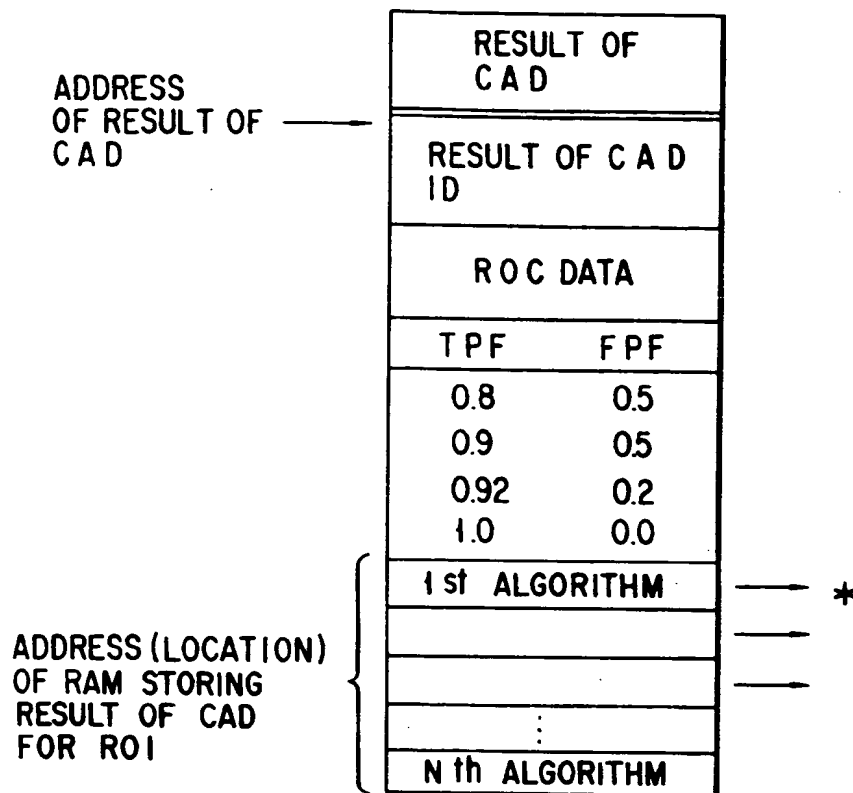 RESULT OF
CAD
ADDRESS
OF RESULT OF
CAD
RESULT OF CAD
ID
ROC DATA
TPF FPF
0.8 0.5
0.9 0.5
0.92 0.2
1.0 0.0
1st ALGORITHM
*
ADDRESS (LOCATION)
OF RAM STORING
RESULT OF CAD
FOR ROI
⋮
Nth ALGORITHM